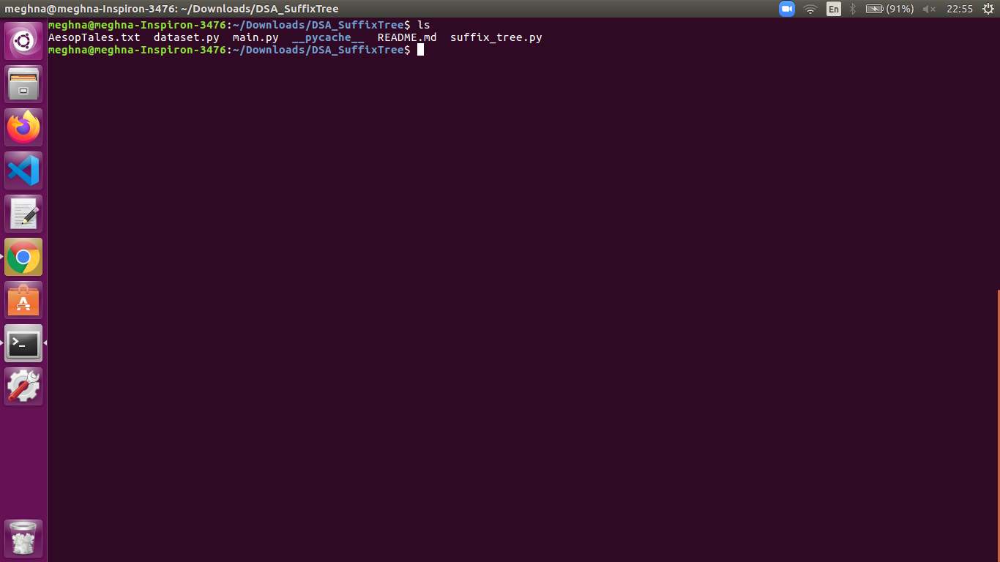 meghna@meghna-Inspiron-3476: ~/Downloads/DSA_SuffixTree
En
(91%)
22:55
meghna@meghna-Inspiron-3476:~/Downloads/DSA_SuffixTree$ ls
AesopTales.txt  dataset.py  main.py  __pycache__  README.md  suffix_tree.py
meghna@meghna-Inspiron-3476:~/Downloads/DSA_SuffixTree$